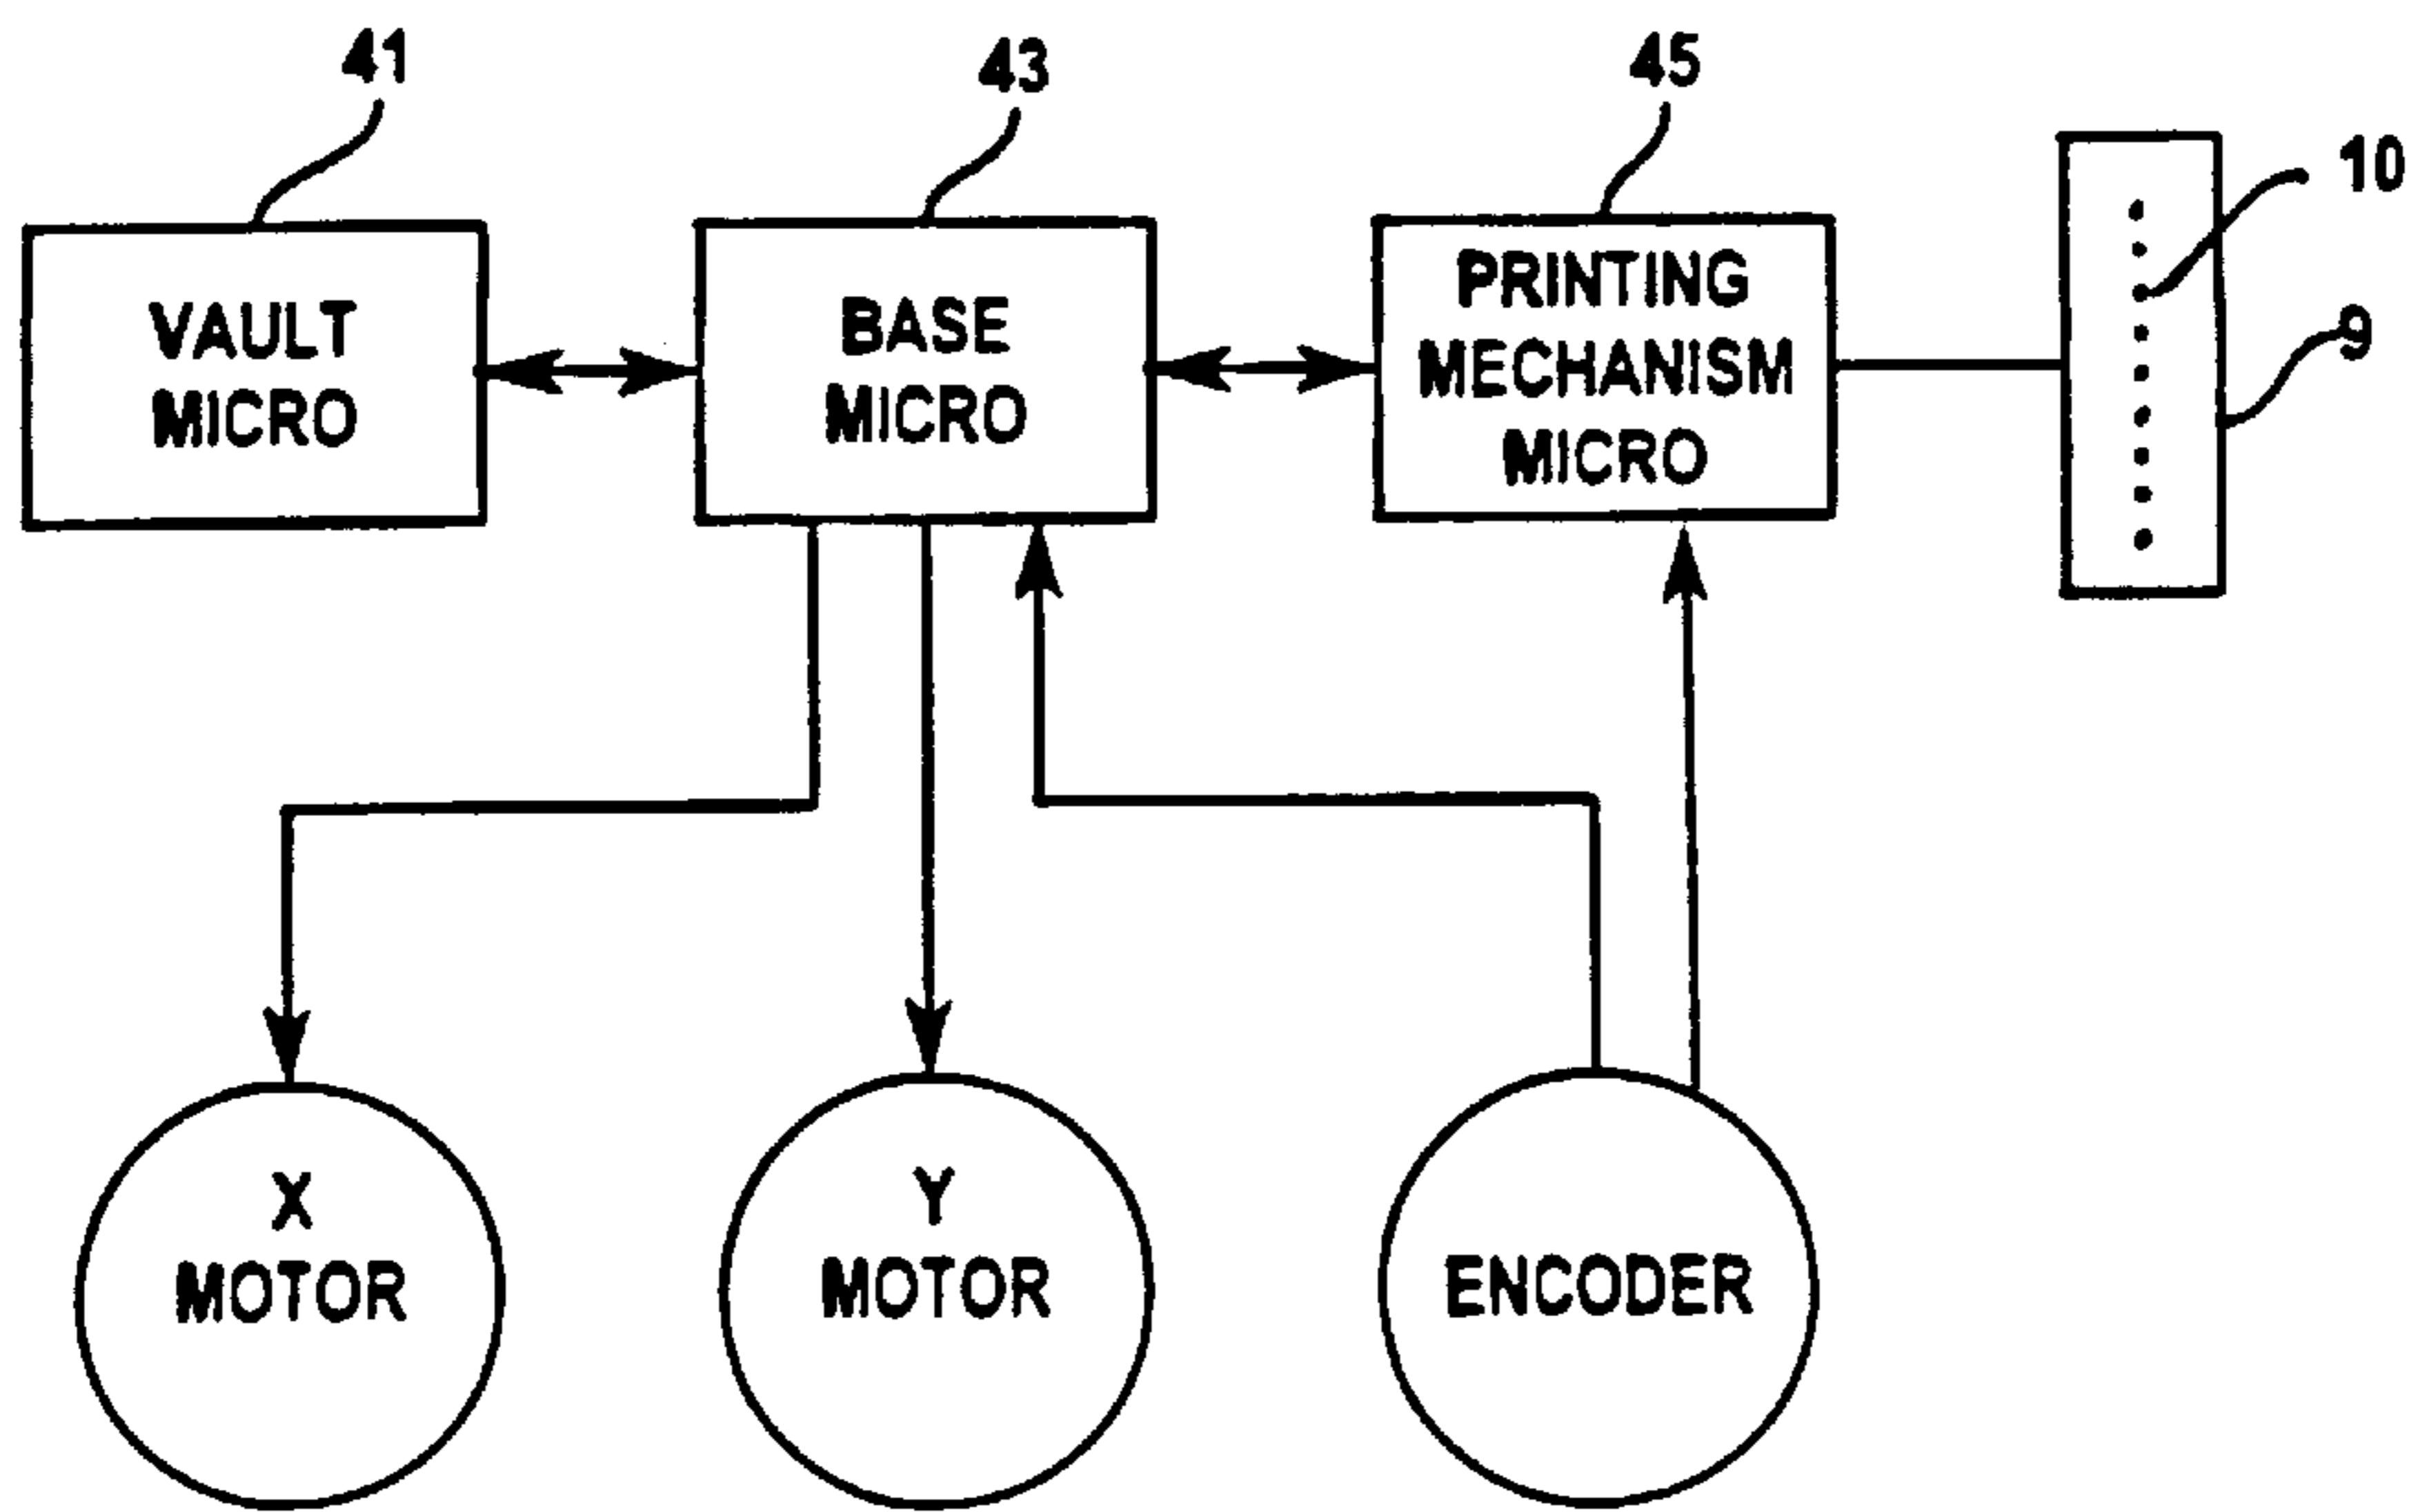 41
43
45
10
9
VAULT
MICRO
BASE
MICRO
PRINTING
MECHANISM
MICRO
X
MOTOR
Y
MOTOR
ENCODER